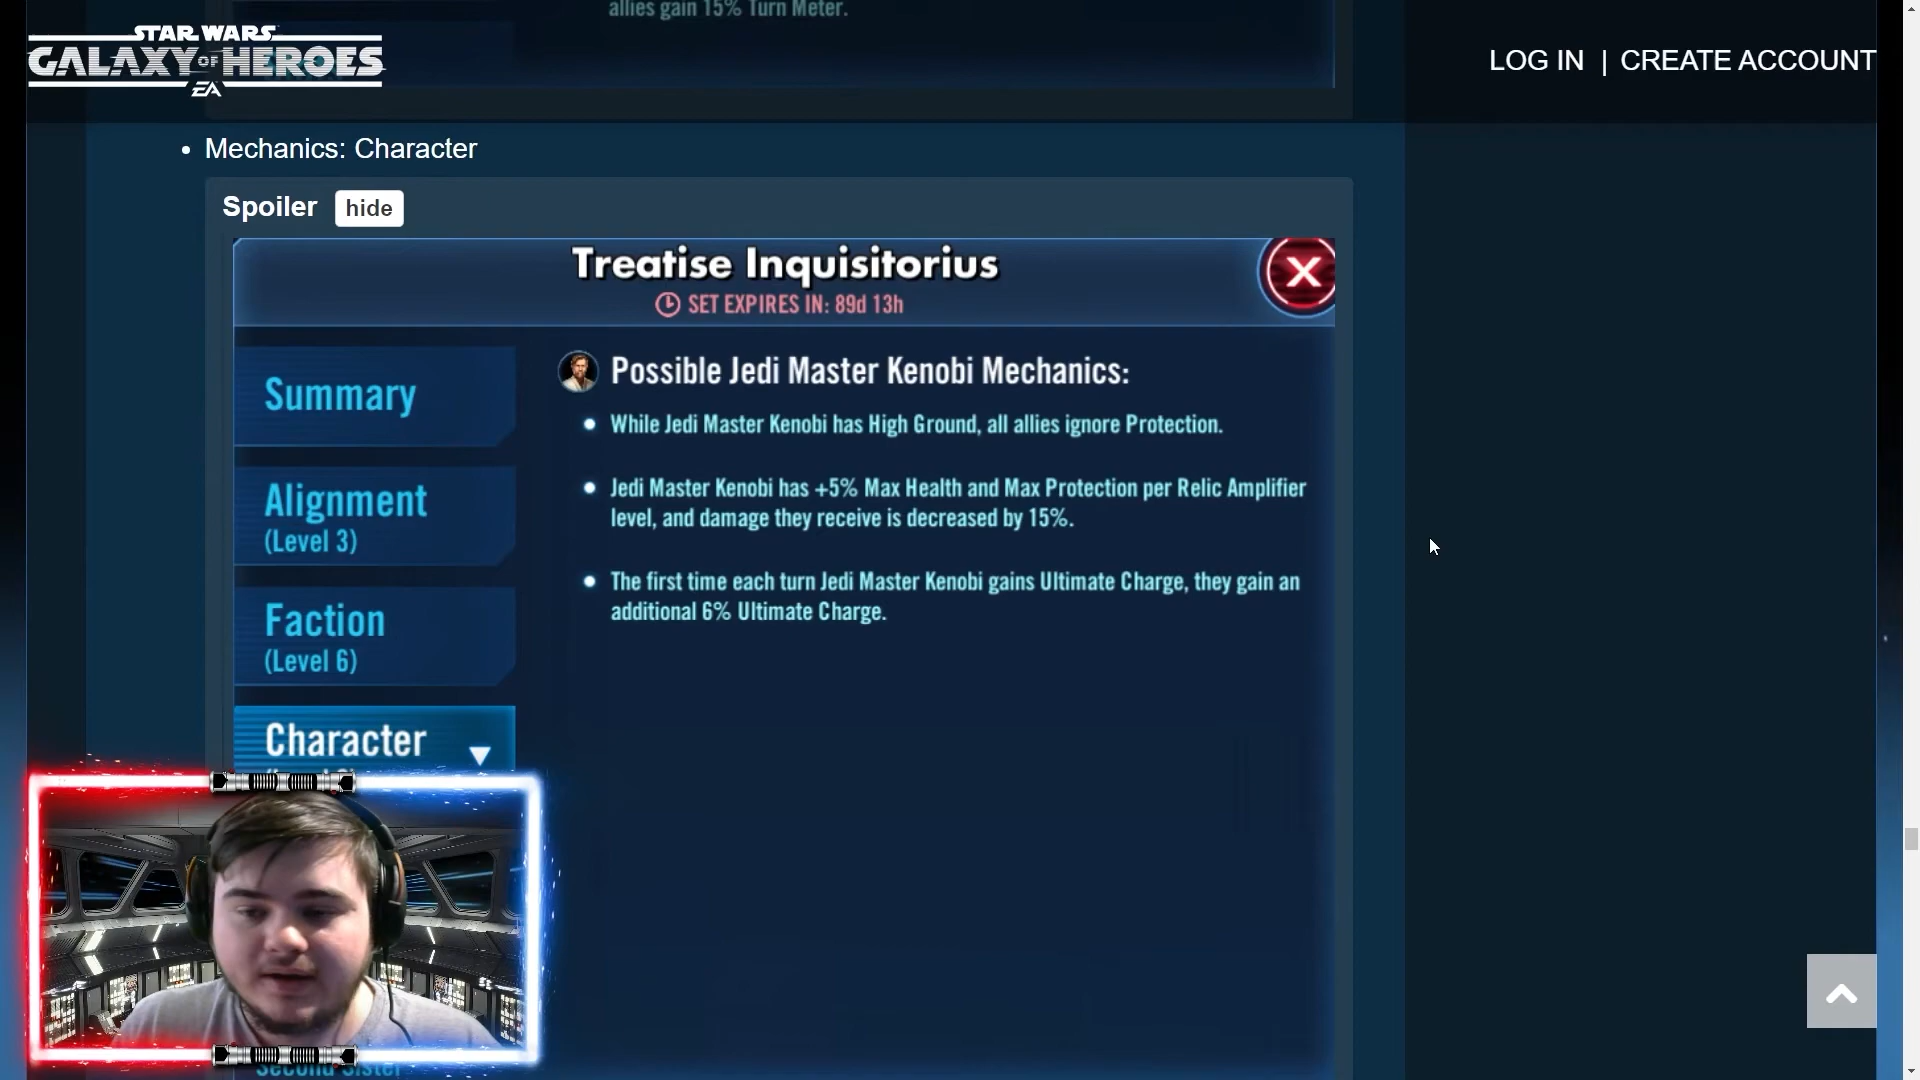 allies gain 15% Turn Meter.
STAR WARS
GALAXY OF HEROES
EA
LOG IN | CREATE ACCOUNT
• Mechanics: Character
Spoiler hide
Treatise Inquisitorius
SET EXPIRES IN: 89d 13h
Summary
Possible Jedi Master Kenobi Mechanics:
• While Jedi Master Kenobi has High Ground, all allies ignore Protection.
Alignment
(Level 3)
• Jedi Master Kenobi has +5% Max Health and Max Protection per Relic Amplifier
level, and damage they receive is decreased by 15%.
Faction
(Level 6)
• The first time each turn Jedi Master Kenobi gains Ultimate Charge, they gain an
additional 6% Ultimate Charge.
Character
Second Sister